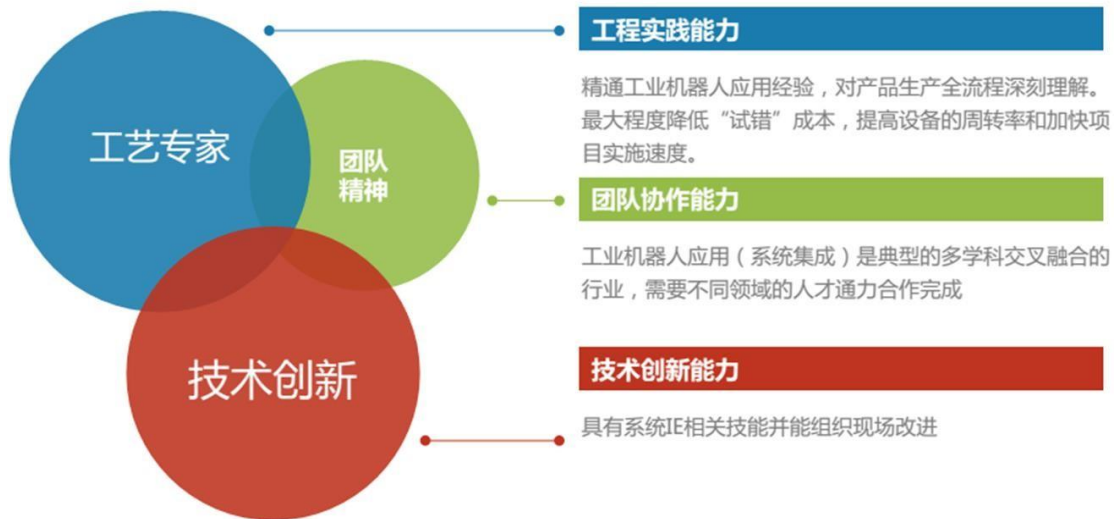 工艺专家
团队
精神
技术创新
工程实践能力
精通工业机器人应用经验，对产品生产全流程深刻理解。
最大程度降低“试错”成本，提高设备的周转率和加快项
目实施速度。
团队协作能力
工业机器人应用（系统集成）是典型的多学科交叉融合的
行业，需要不同领域的人才通力合作完成
技术创新能力
具有系统IE相关技能并能组织现场改进